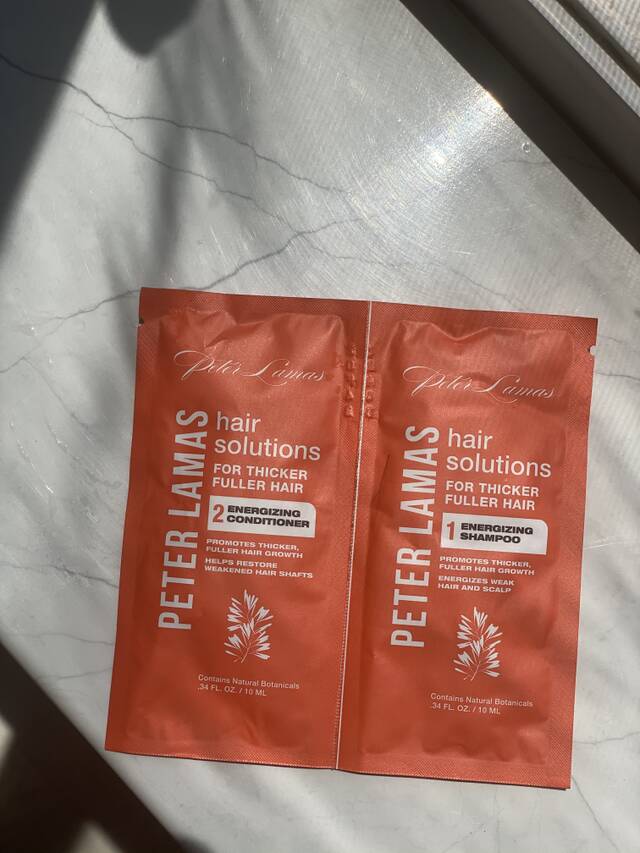 Peter Lamas
PETER LAMAS
hair
solutions
FOR THICKER
FULLER HAIR
2 ENERGIZING
CONDITIONER
PROMOTES THICKER,
FULLER HAIR GROWTH
HELPS RESTORE
WEAKENED HAIR SHAFTS
Contains Natural Botanicals
.34 FL. OZ. / 10 ML
Peter Lamas
PETER LAMAS
hair
solutions
FOR THICKER
FULLER HAIR
1 ENERGIZING
SHAMPOO
PROMOTES THICKER,
FULLER HAIR GROWTH
ENERGIZES WEAK
HAIR AND SCALP
Contains Natural Botanicals
.34 FL. OZ. / 10 ML